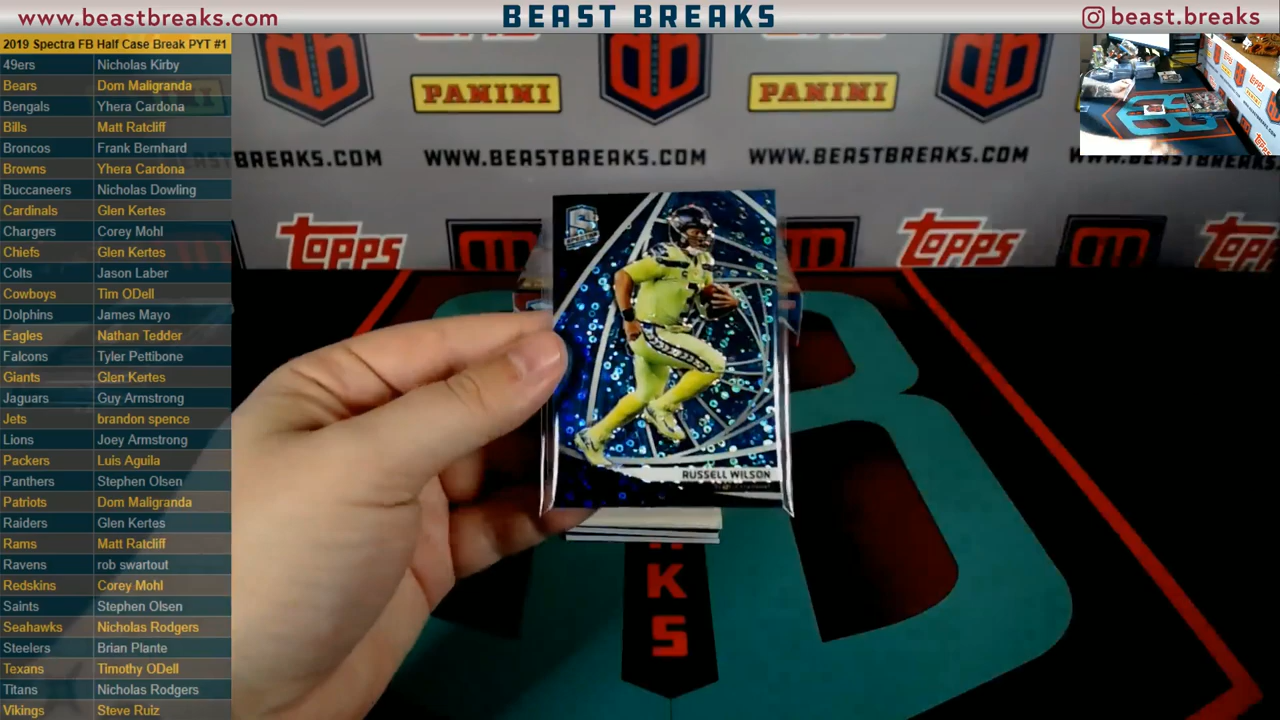 www.beastbreaks.com
BEAST BREAKS
beast.breaks
2019 Spectra FB Half Case Break PYT #1
49ers Nicholas Kirby
Bears Dom Maligranda
Bengals Yhera Cardona
Bills Matt Ratcliff
Broncos Frank Bernhard
Browns Yhera Cardona
Buccaneers Nicholas Dowling
Cardinals Glen Kertes
Chargers Corey Mohl
Chiefs Glen Kertes
Colts Jason Laber
Cowboys Tim ODell
Dolphins James Mayo
Eagles Nathan Tedder
Falcons Tyler Pettibone
Giants Glen Kertes
Jaguars Guy Armstrong
Jets brandon spence
Lions Joey Armstrong
Packers Luis Aguila
Panthers Stephen Olsen
Patriots Dom Maligranda
Raiders Glen Kertes
Rams Matt Ratcliff
Ravens rob swartout
Redskins Corey Mohl
Saints Stephen Olsen
Seahawks Nicholas Rodgers
Steelers Brian Plante
Texans Timothy ODell
Titans Nicholas Rodgers
Vikings Steve Ruiz
PANINI
PANINI
BREAKS.COM
WWW.BEASTBREAKS.COM
WWW.BEASTBREAKS.COM
TOPPS
TOPPS
SPECTRA
RUSSELL WILSON
KS